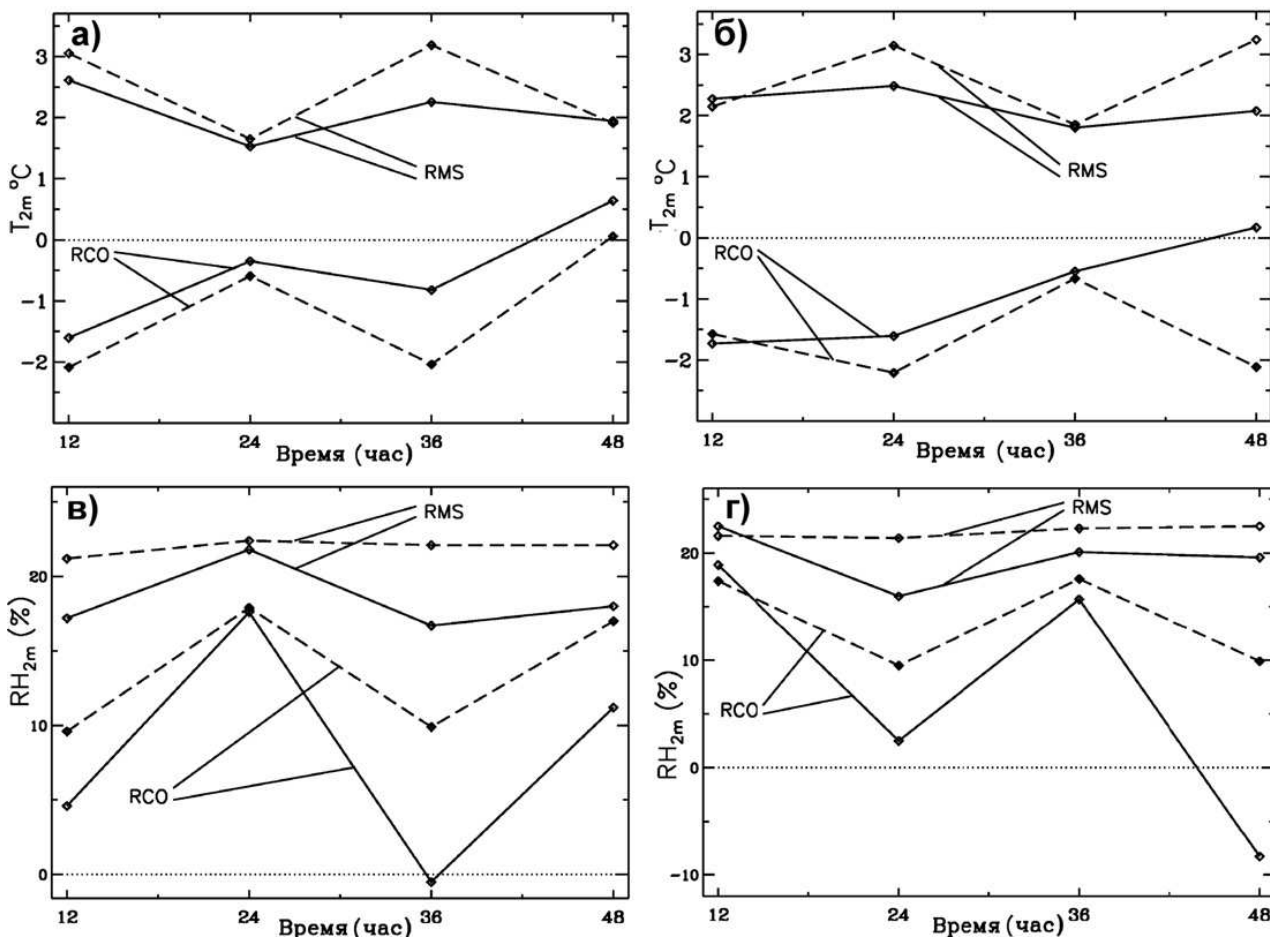 а)
3
2
1
0
-1
-2
T2m °C
RMS
RCO
12 24 36 48
Время (час)
б)
3
2
1
0
-1
-2
T2m °C
RMS
RCO
12 24 36 48
Время (час)
в)
20
10
0
RH2m (%)
RMS
RCO
12 24 36 48
Время (час)
г)
20
10
0
-10
RH2m (%)
RMS
RCO
12 24 36 48
Время (час)